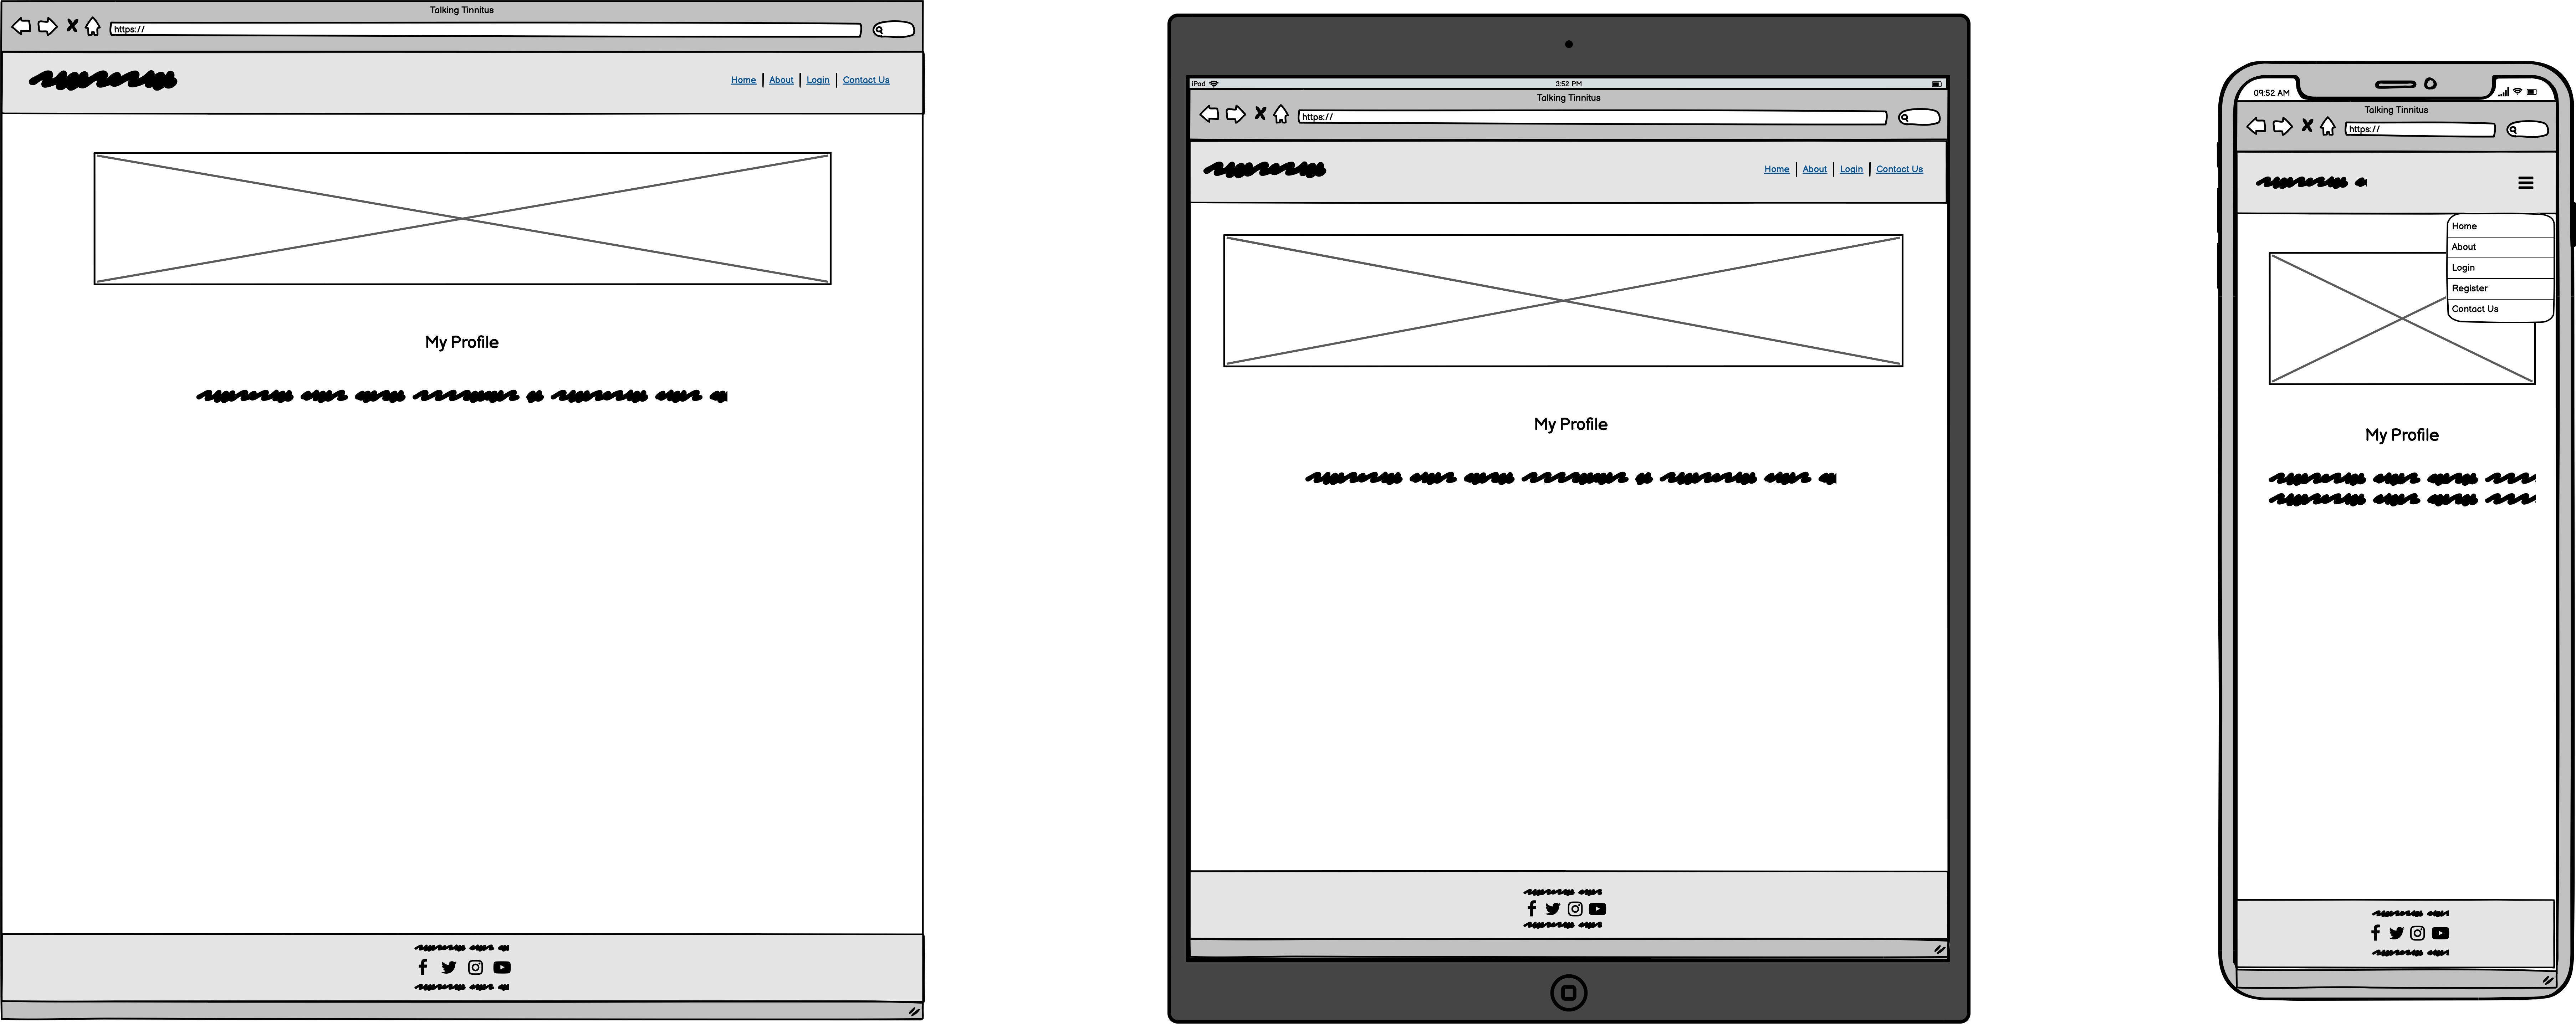 Talking Tinnitus
https://
Home | About | Login | Contact Us
My Profile
iPad 3:52 PM
Talking Tinnitus
https://
Home | About | Login | Contact Us
My Profile
09:52 AM
Talking Tinnitus
https://
Home
About
Login
Register
Contact Us
My Profile